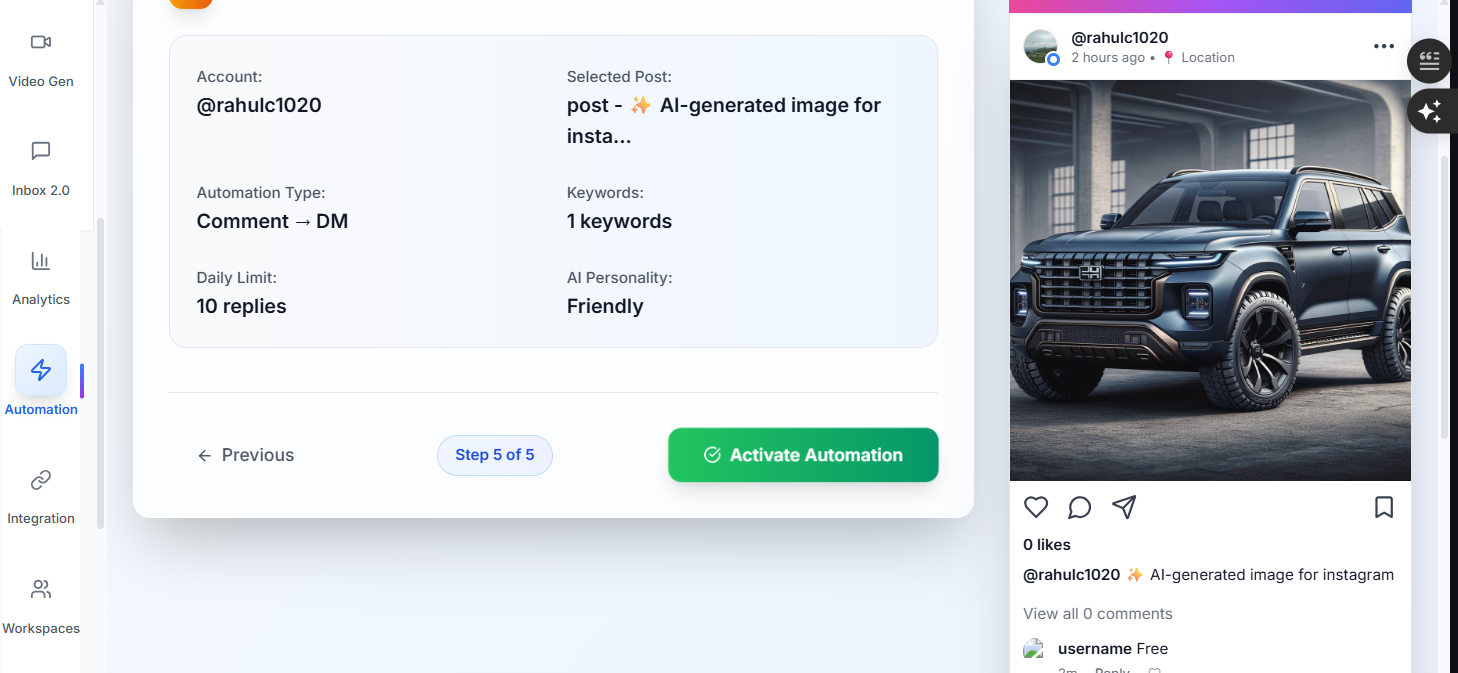 Video Gen
Inbox 2.0
Analytics
Automation
Integration
Workspaces
Account:
@rahulc1020
Selected Post:
post - ✨ AI-generated image for
insta...
Automation Type:
Comment → DM
Keywords:
1 keywords
Daily Limit:
10 replies
AI Personality:
Friendly
← Previous
Step 5 of 5
Activate Automation
@rahulc1020
2 hours ago • 📍 Location
0 likes
@rahulc1020 ✨ AI-generated image for instagram
View all 0 comments
username Free
2m Reply